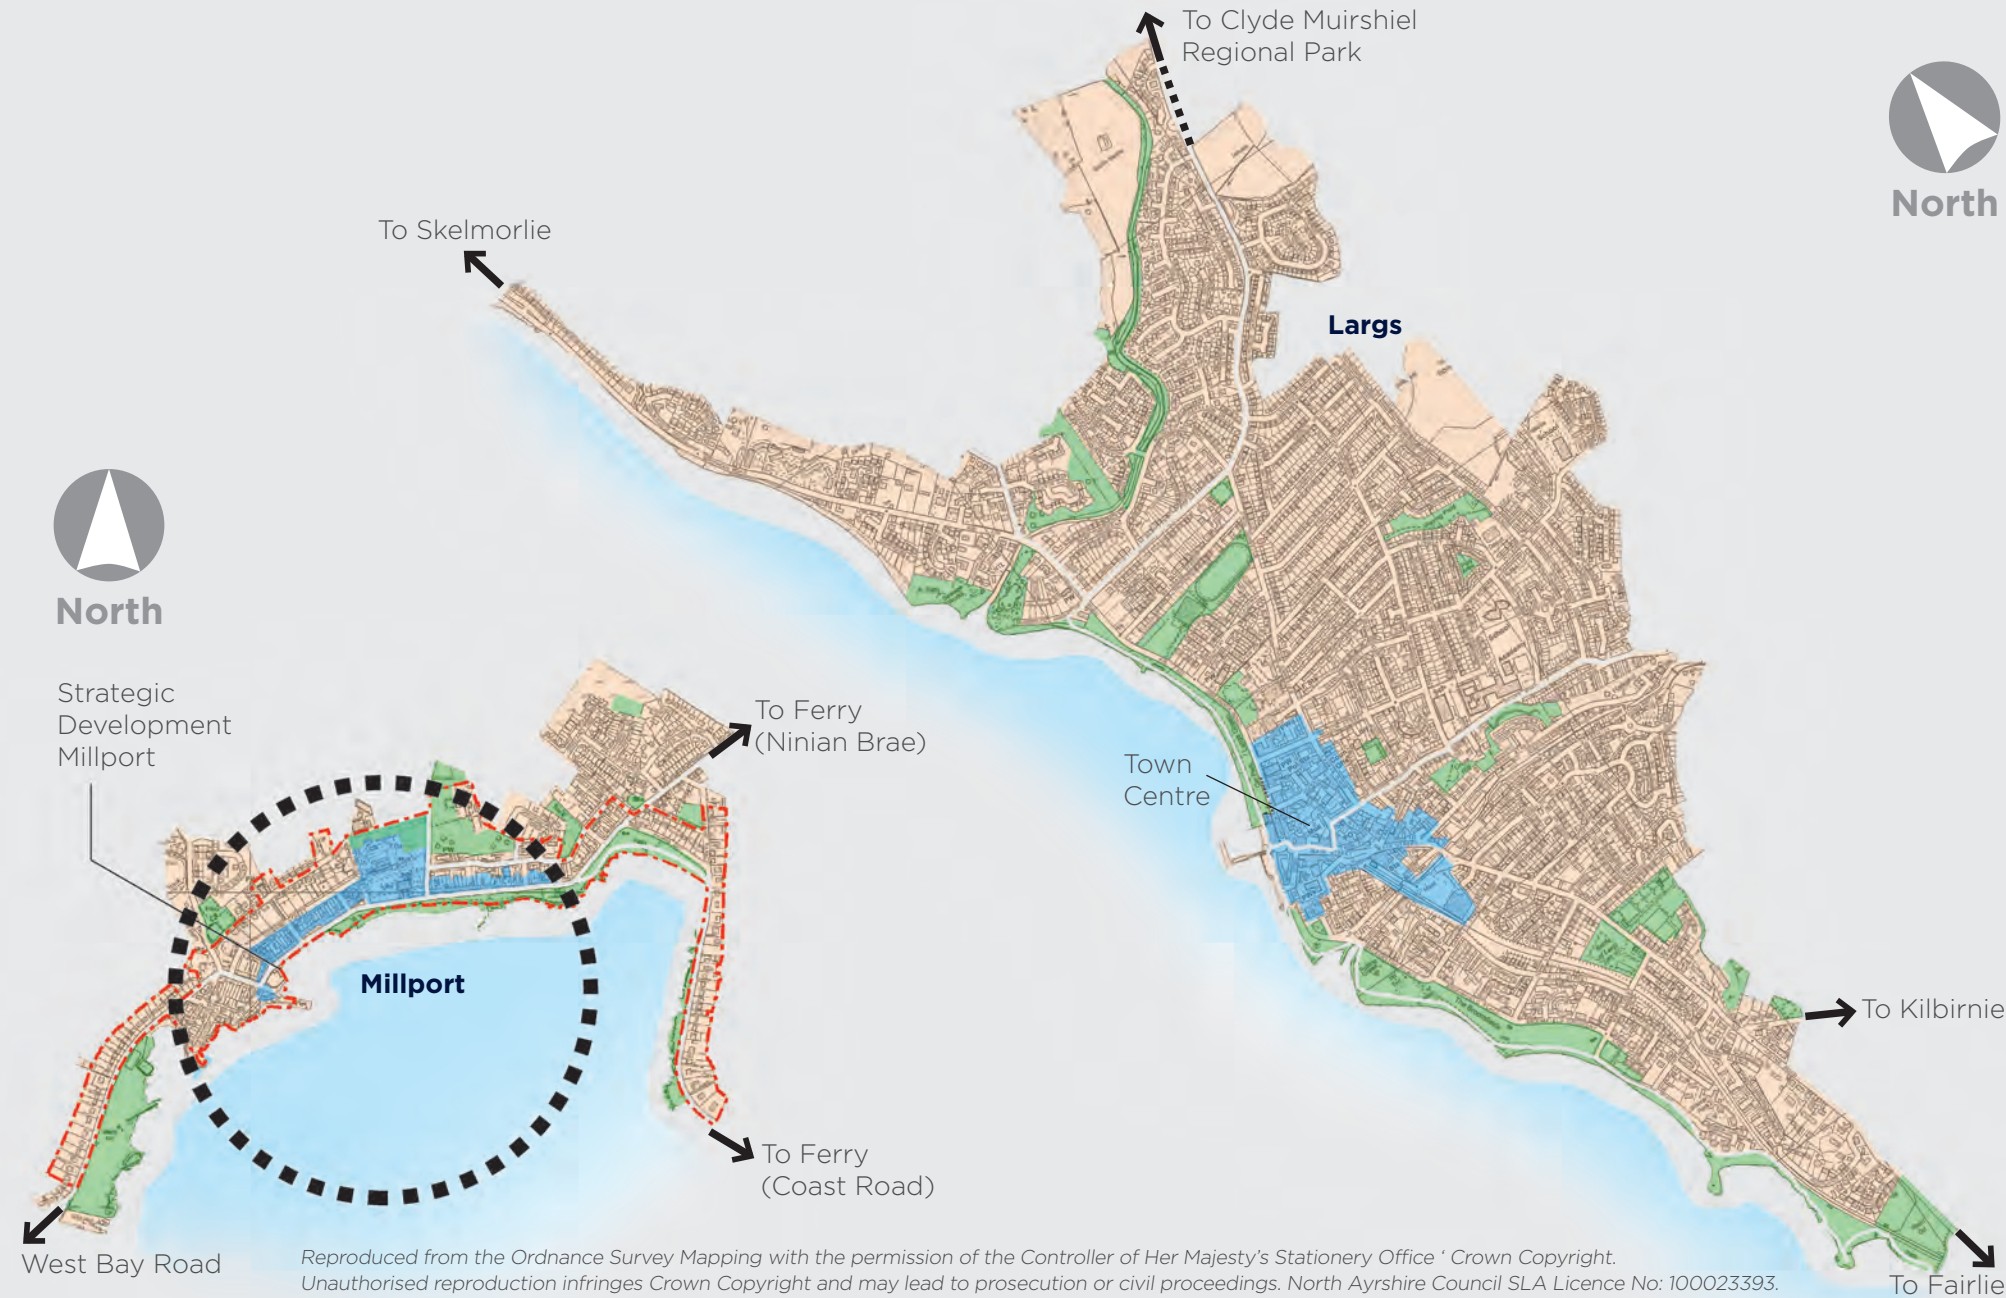 To Clyde Muirshiel
Regional Park
North
To Skelmorlie
Largs
North
Strategic
Development
Millport
To Ferry
(Ninian Brae)
Town
Centre
Millport
To Kilbirnie
To Ferry
(Coast Road)
West Bay Road
To Fairlie
Reproduced from the Ordnance Survey Mapping with the permission of the Controller of Her Majesty's Stationery Office ‘ Crown Copyright.
Unauthorised reproduction infringes Crown Copyright and may lead to prosecution or civil proceedings. North Ayrshire Council SLA Licence No: 100023393.